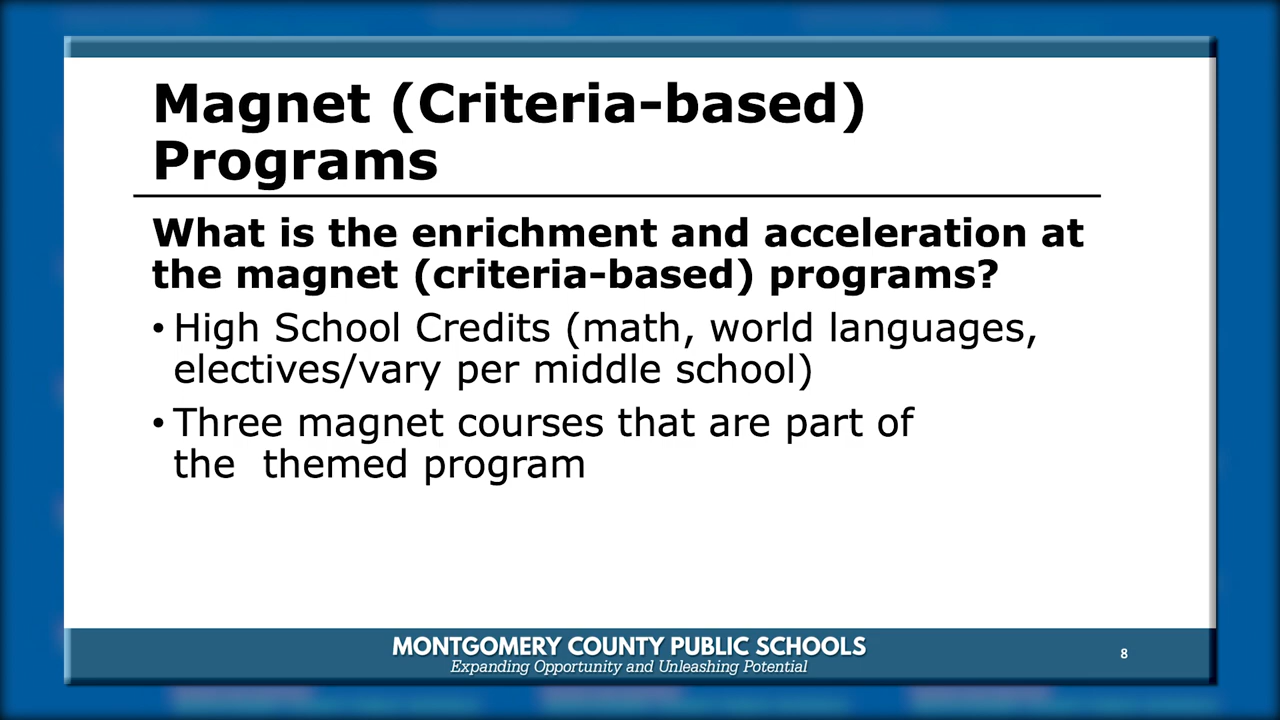 Magnet (Criteria-based)
Programs
What is the enrichment and acceleration at
the magnet (criteria-based) programs?
• High School Credits (math, world languages,
electives/vary per middle school)
• Three magnet courses that are part of
the  themed program
MONTGOMERY COUNTY PUBLIC SCHOOLS
Expanding Opportunity and Unleashing Potential
8